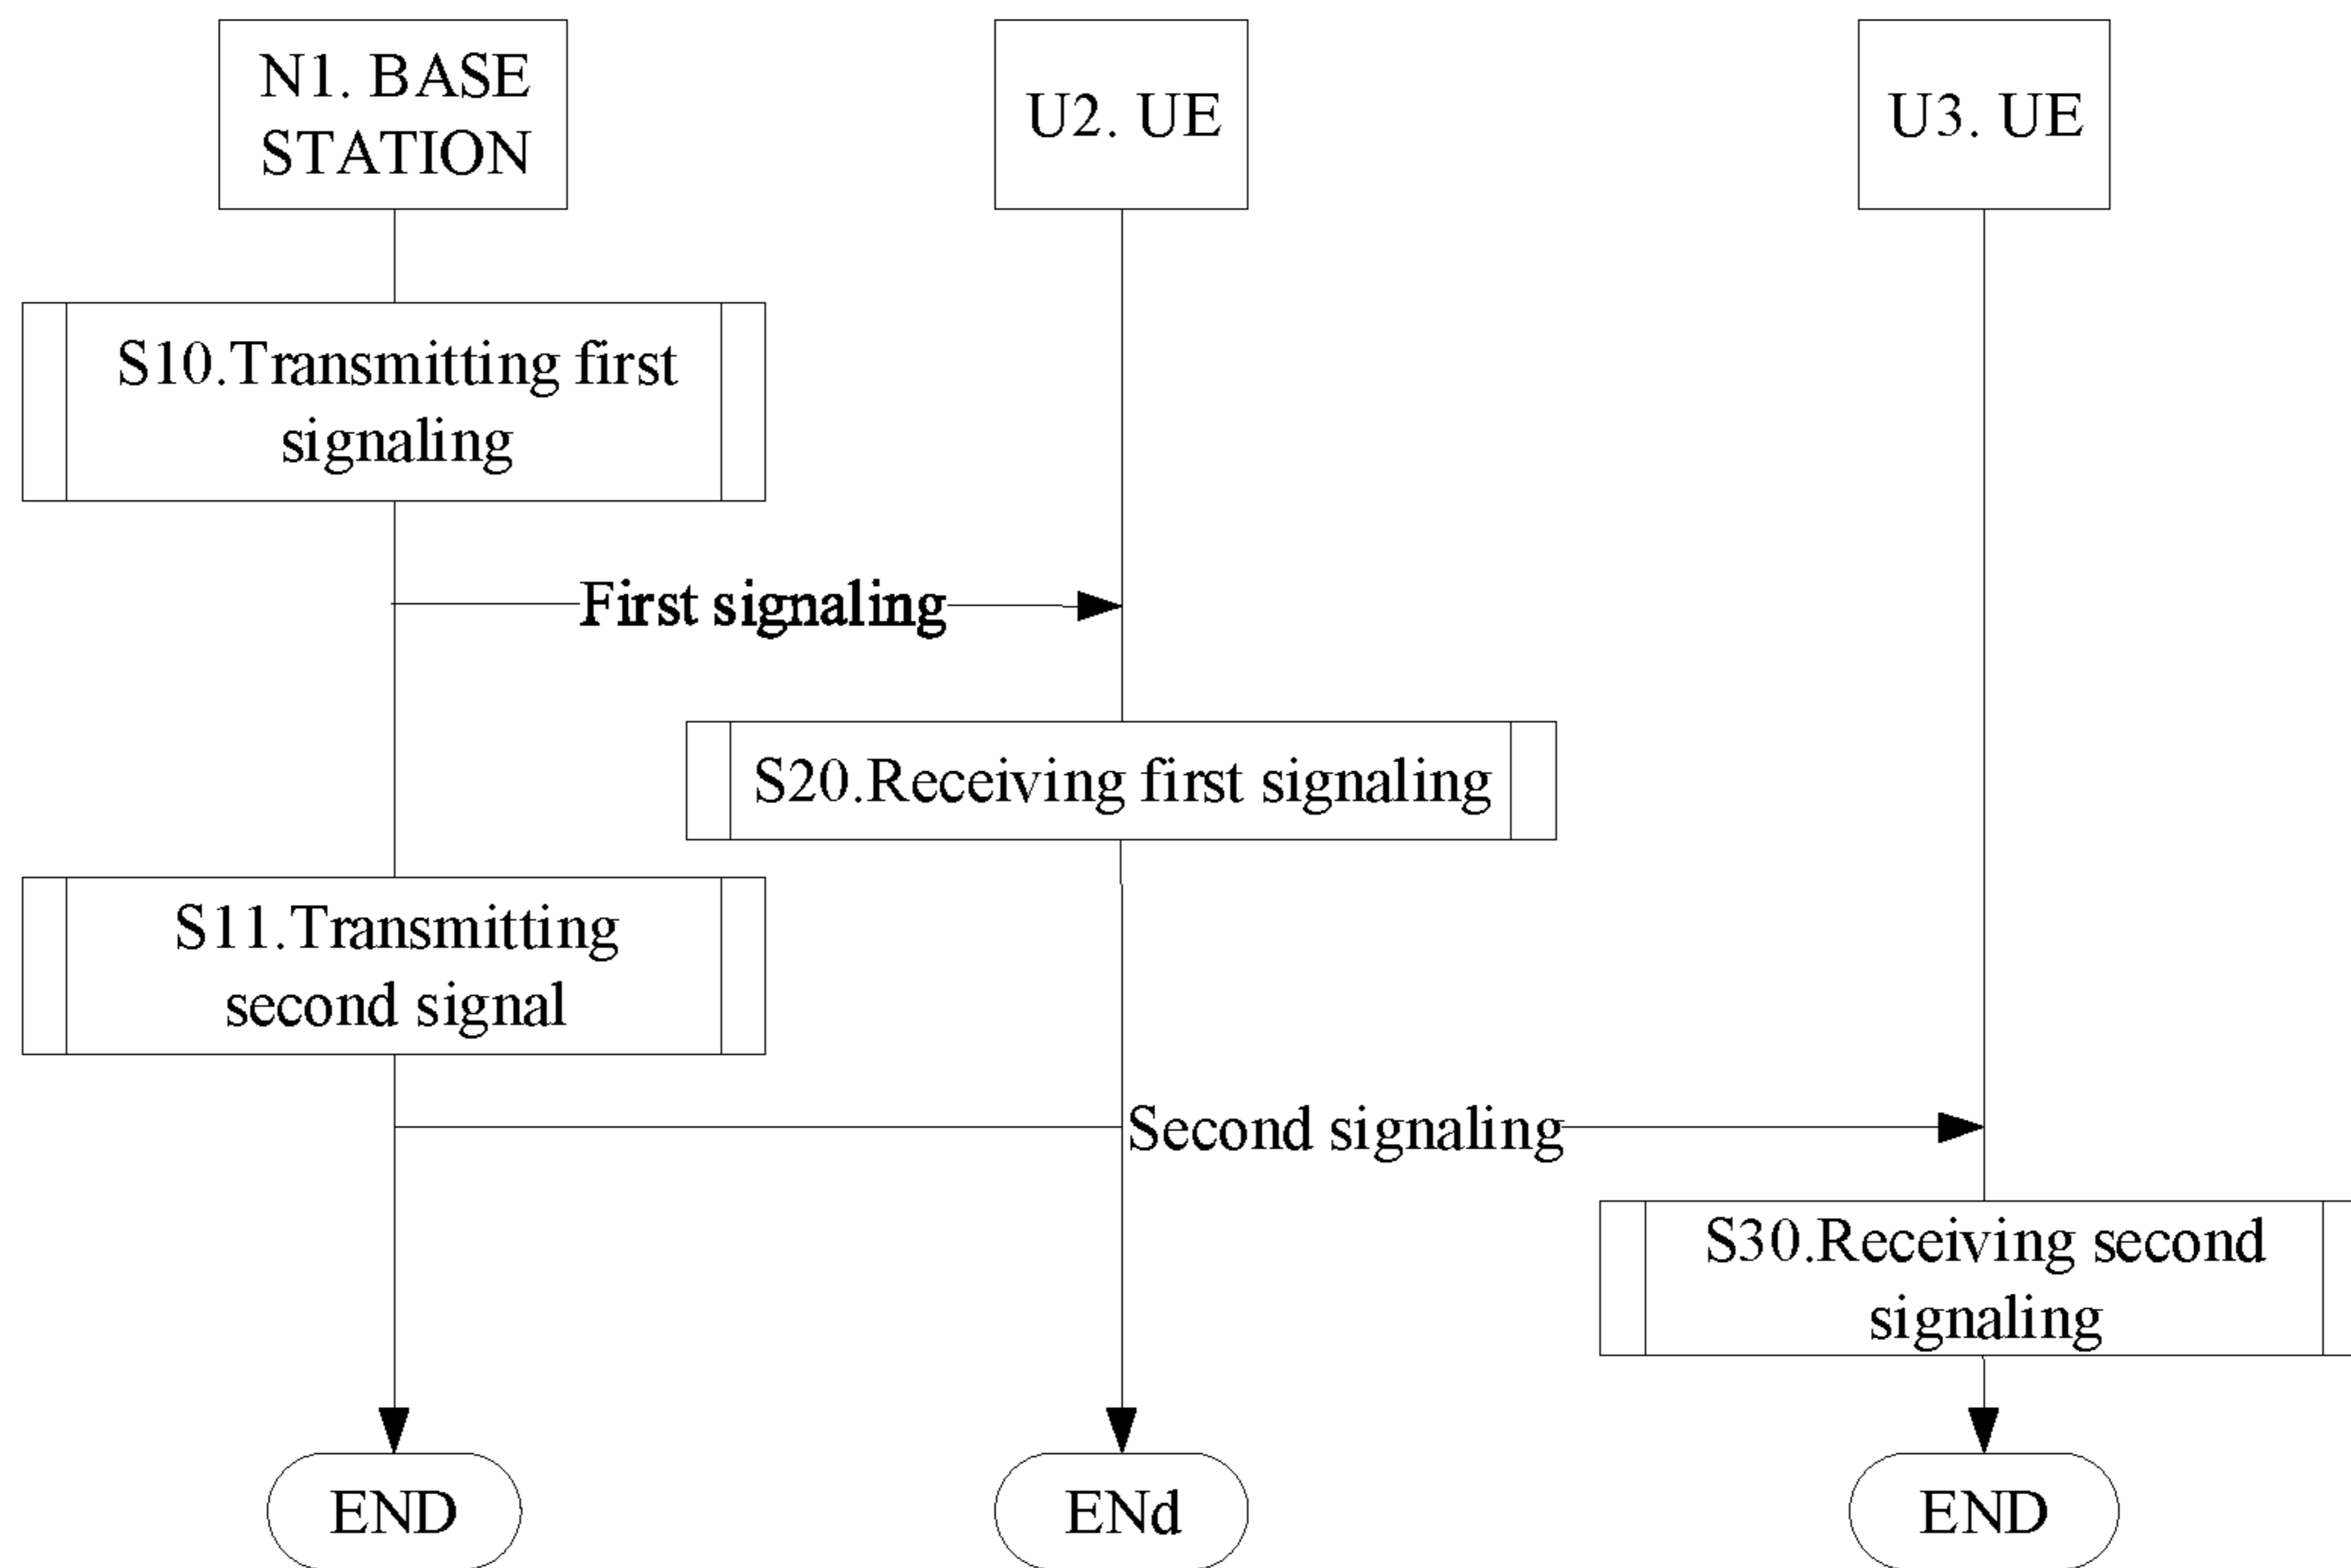 N1. BASE
STATION
U2. UE
U3. UE
S10.Transmitting first
signaling
First signaling
S20.Receiving first signaling
S11.Transmitting
second signal
Second signaling
S30.Receiving second
signaling
END
ENd
END